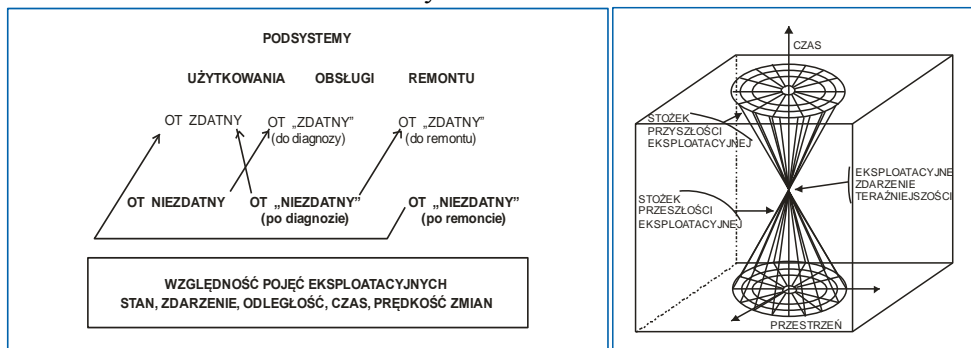 PODSYSTEMY
UŻYTKOWANIA OBSŁUGI REMONTU
OT ZDATNY OT „ZDATNY” OT „ZDATNY”
(do diagnozy) (do remontu)
OT NIEZDATNY OT „NIEZDATNY” OT „NIEZDATNY”
(po diagnozie) (po remoncie)
WZGLĘDNOŚĆ POJĘĆ EKSPLOATACYJNYCH
STAN, ZDARZENIE, ODLEGŁOŚĆ, CZAS, PRĘDKOŚĆ ZMIAN
CZAS
STOŻEK
PRZYSZŁOŚCI
EKSPLOATACYJNEJ
EKSPLOATACYJNE
ZDARZENIE
TERAŹNIEJSZOŚCI
STOŻEK
PRZESZŁOŚCI
EKSPLOATACYJNEJ
PRZESTRZEŃ